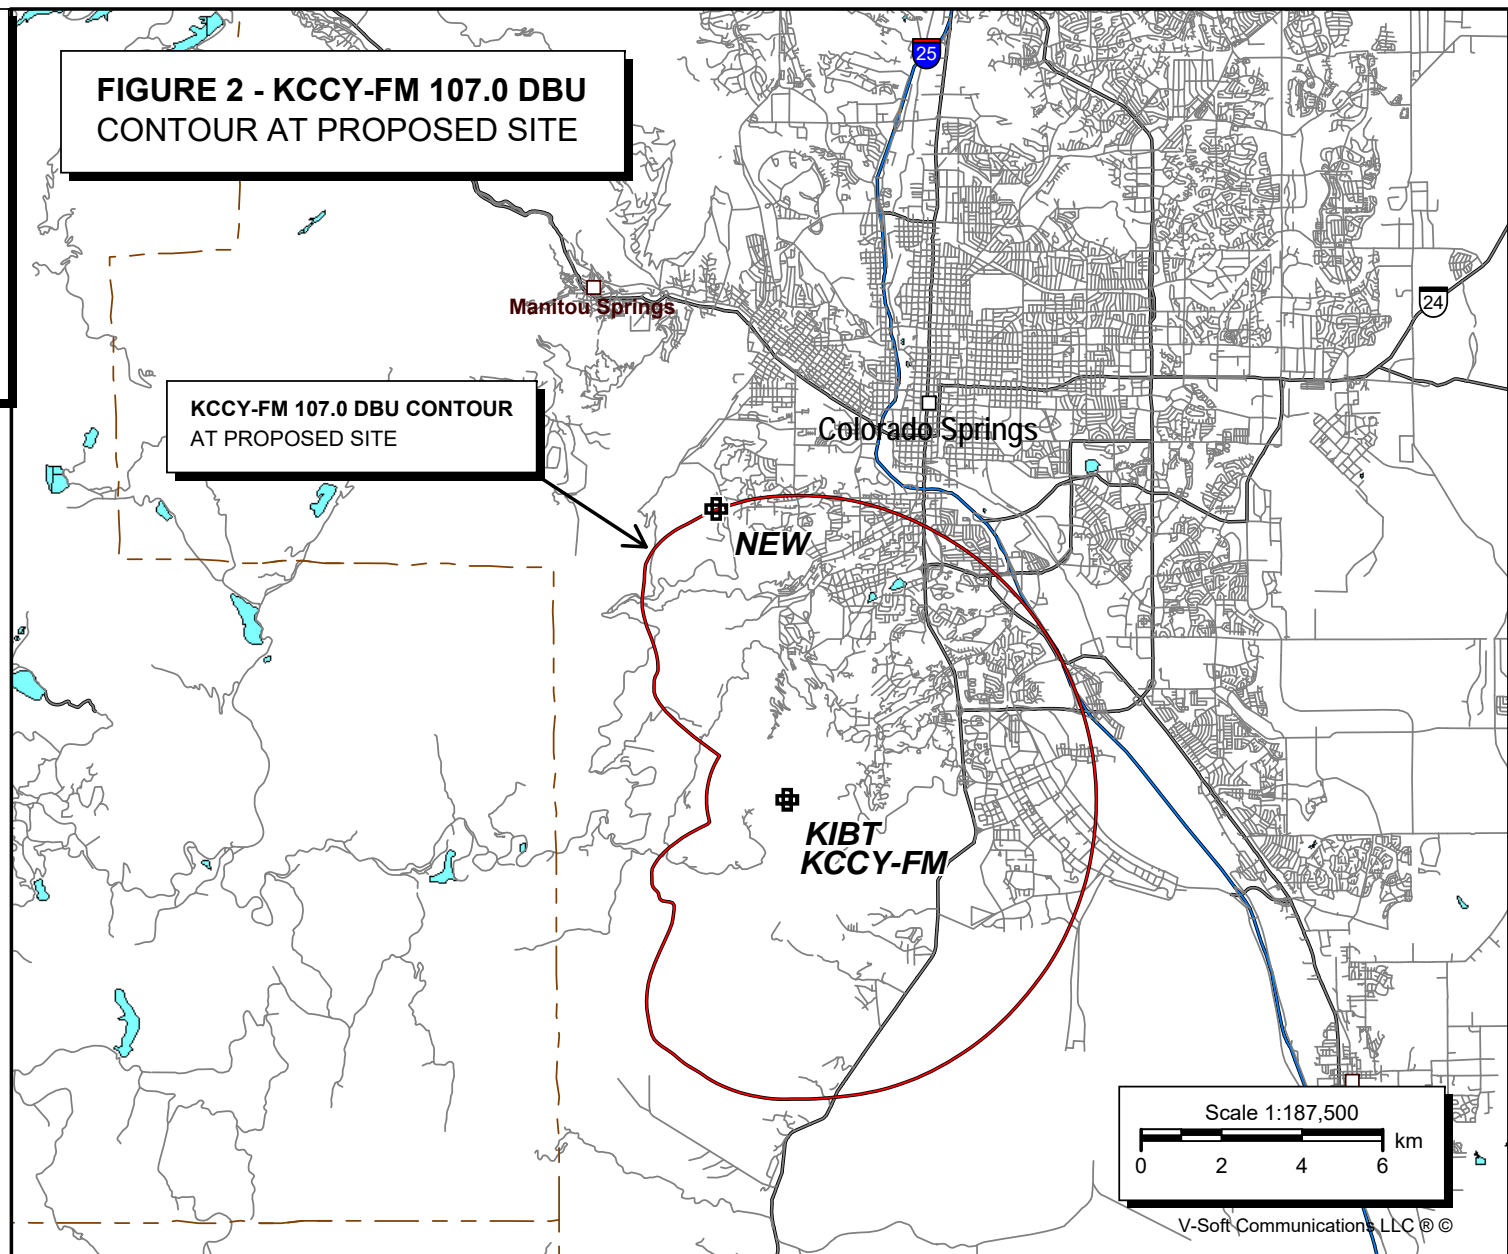 FIGURE 2 - KCCY-FM 107.0 DBU
CONTOUR AT PROPOSED SITE
25
24
Manitou Springs
KCCY-FM 107.0 DBU CONTOUR
AT PROPOSED SITE
Colorado Springs
NEW
KIBT
KCCY-FM
Scale 1:187,500
km
0 2 4 6
V-Soft Communications LLC ® ©